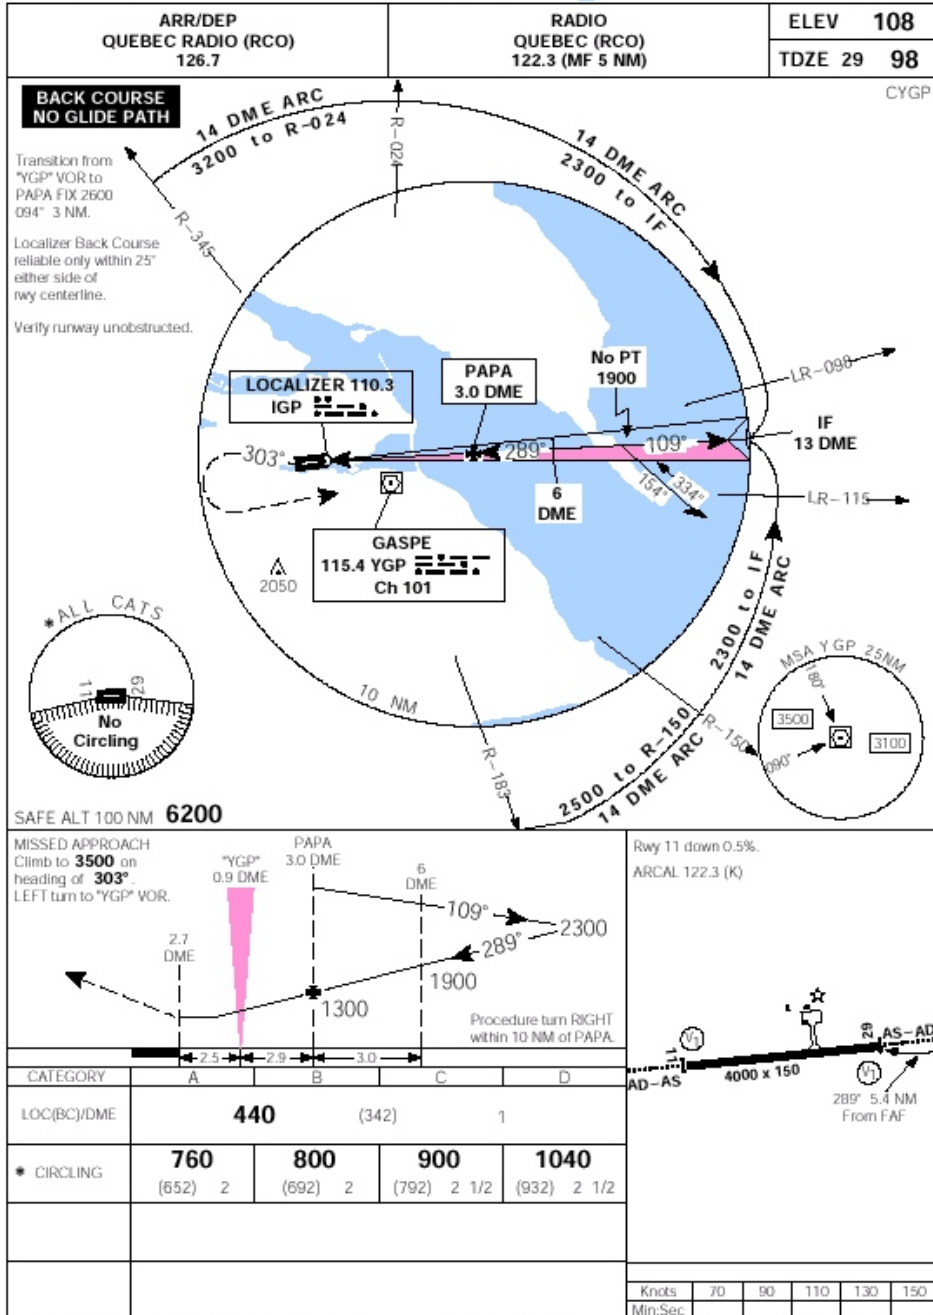 ARR/DEP
QUEBEC RADIO (RCO)
126.7
RADIO
QUEBEC (RCO)
122.3 (MF 5 NM)
ELEV 108
TDZE 29 98
CYGP
BACK COURSE
NO GLIDE PATH
Transition from
"YGP" VOR to
PAPA FIX 2600
094° 3 NM.
Localizer Back Course
reliable only within 25°
either side of
rwy centerline.
Verify runway unobstructed.
14 DME ARC
3200 to R-024
R-024
R-345
14 DME ARC
2300 to IF
LOCALIZER 110.3
IGP
PAPA
3.0 DME
No PT
1900
LR-098
IF
13 DME
303°
289°
109°
6
DME
154°
334°
LR-115
GASPE
115.4 YGP
Ch 101
2050
10 NM
R-183
R-150
2500 to R-150
14 DME ARC
2300 to IF
14 DME ARC
*ALL CATS
11
29
No
Circling
MSA YGP 25NM
180°
3500
3100
090°
SAFE ALT 100 NM 6200
MISSED APPROACH
Climb to 3500 on
heading of 303°.
LEFT turn to "YGP" VOR.
2.7
DME
"YGP"
0.9 DME
PAPA
3.0 DME
6
DME
109°
289°
2300
1900
1300
Procedure turn RIGHT
within 10 NM of PAPA.
2.5
2.9
3.0
Rwy 11 down 0.5%.
ARCAL 122.3 (K)
V1
11
29
AS-AD
AD-AS
4000 x 150
V1
289° 5.4 NM
From FAF
CATEGORY A B C D
LOC(BC)/DME 440 (342) 1
* CIRCLING 760 800 900 1040
(652) 2 (692) 2 (792) 2 1/2 (932) 2 1/2
Knots 70 90 110 130 150
Min:Sec